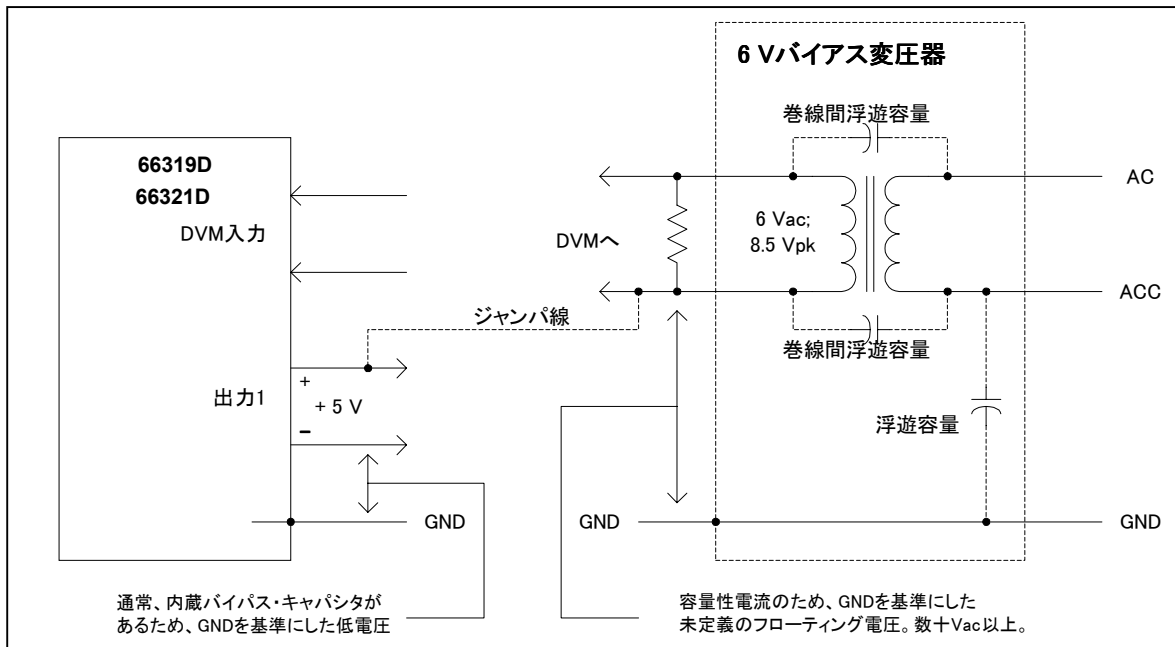 6 Vバイアス変圧器
巻線間浮遊容量
66319D
66321D
DVM入力
DVMへ
6 Vac;
8.5 Vpk
AC
ACC
ジャンパ線
巻線間浮遊容量
出力1
+
+ 5 V
−
浮遊容量
GND
GND
GND
通常、内蔵バイパス・キャパシタが
あるため、GNDを基準にした低電圧
容量性電流のため、GNDを基準にした
未定義のフローティング電圧。数十Vac以上。